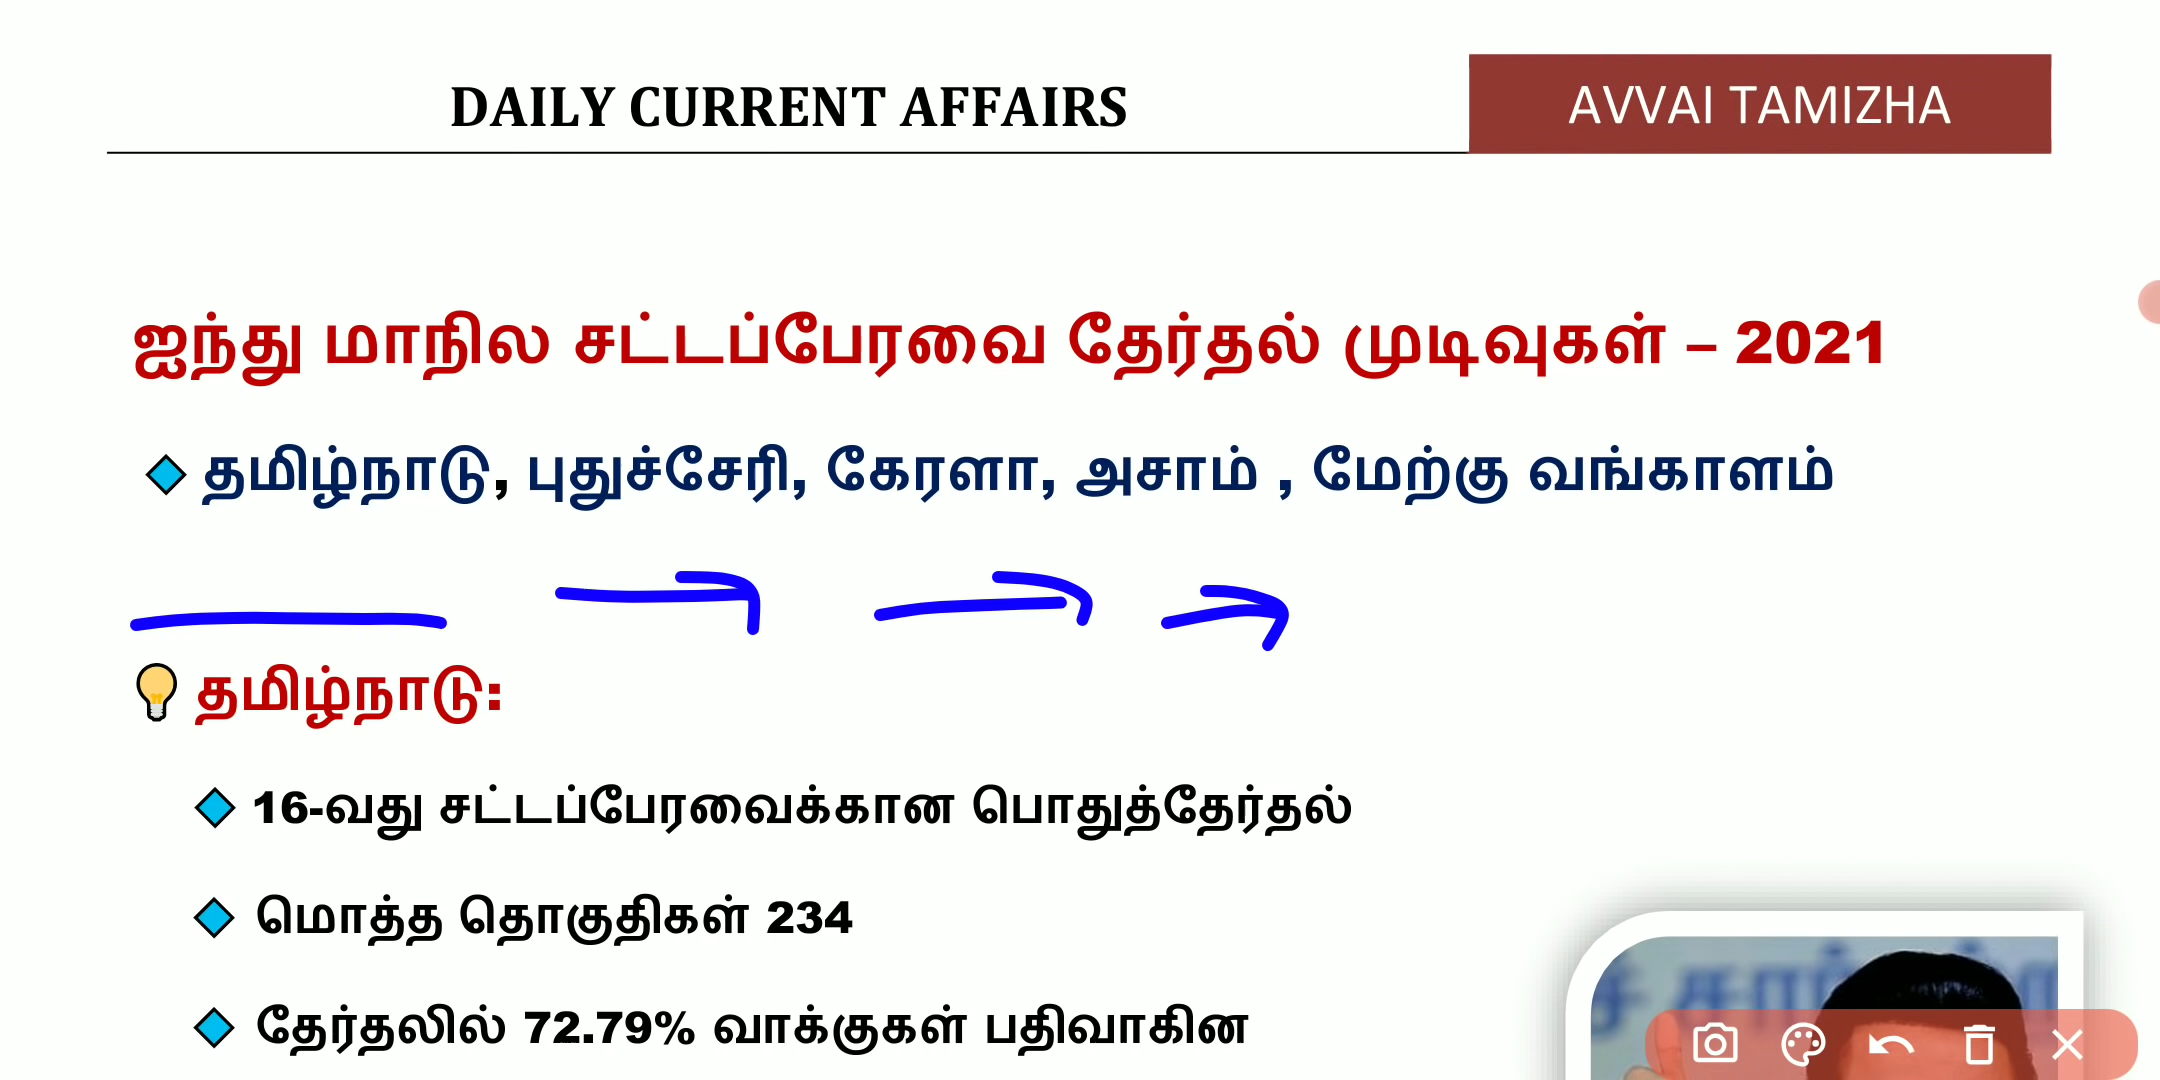 DAILY CURRENT AFFAIRS AVVAI TAMIZHA
ஐந்து மாநில சட்டப்பேரவை தேர்தல் முடிவுகள் – 2021
தமிழ்நாடு, புதுச்சேரி, கேரளா, அசாம் , மேற்கு வங்காளம்
தமிழ்நாடு:
16-வது சட்டப்பேரவைக்கான பொதுத்தேர்தல்
மொத்த தொகுதிகள் 234
தேர்தலில் 72.79% வாக்குகள் பதிவாகின